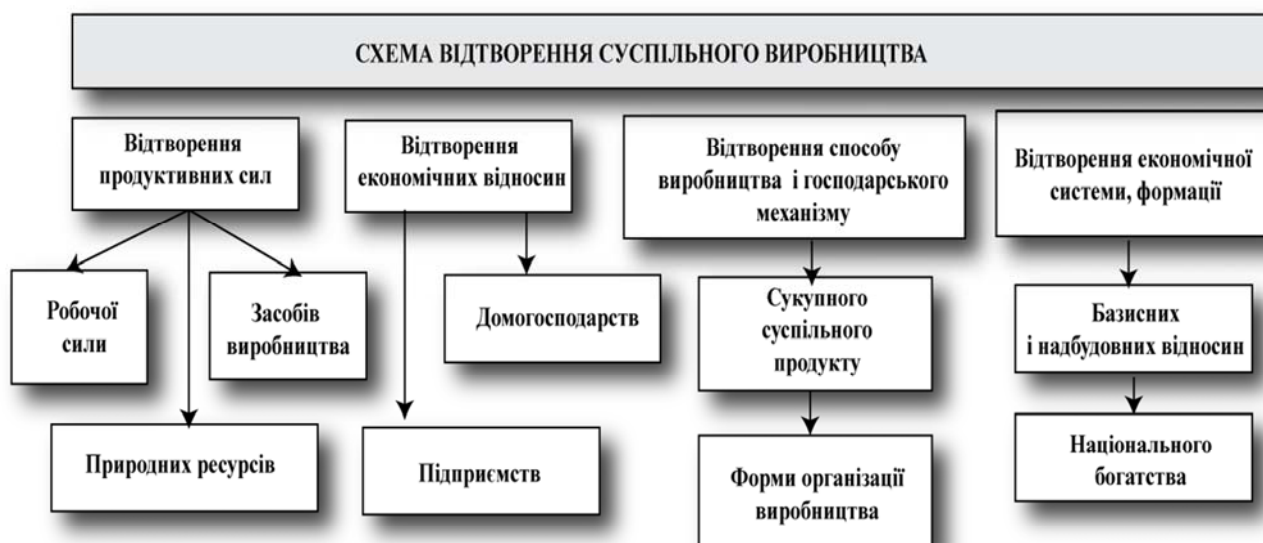 СХЕМА ВІДТВОРЕННЯ СУСПІЛЬНОГО ВИРОБНИЦТВА
Відтворення
продуктивних сил
Відтворення
економічних відносин
Відтворення способу
виробництва і господарського
механізму
Відтворення економічної
системи, формації
Робочої
сили
Засобів
виробництва
Домогосподарств
Сукупного
суспільного
продукту
Базисних
і надбудовних відносин
Природних ресурсів
Підприємств
Форми організації
виробництва
Національного
богатства